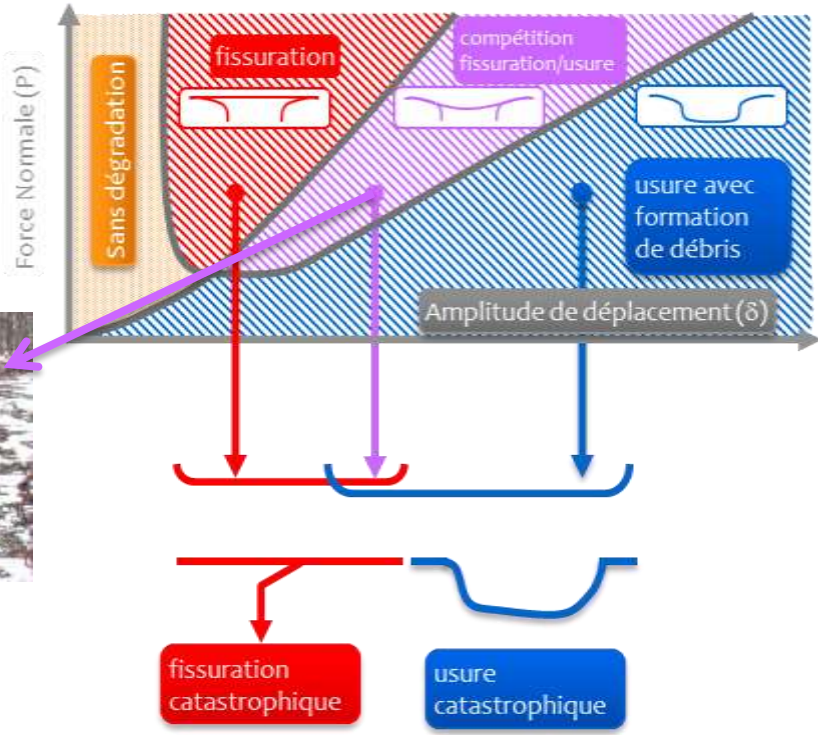 Force Normale (P)
Sans dégradation
fissuration
compétition
fissuration/usure
usure avec
formation
de débris
Amplitude de déplacement (δ)
fissuration
catastrophique
usure
catastrophique